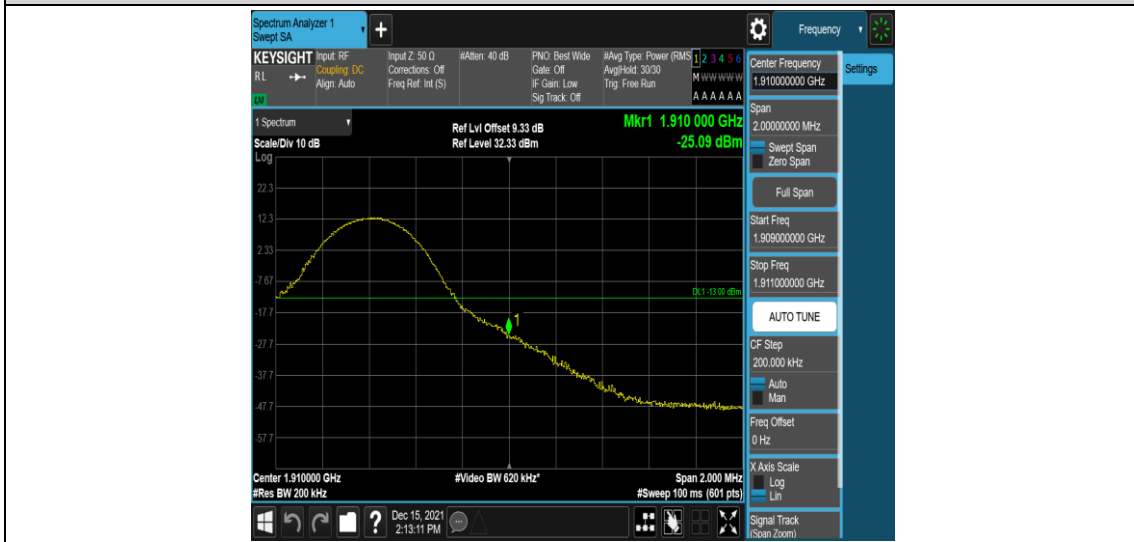 Spectrum Analyzer 1
Swept SA
Frequency
KEYSIGHT
RL
LXI
Input: RF
Coupling: DC
Align: Auto
Input Z: 50 Ω
Corrections: Off
Freq Ref: Int (S)
#Atten: 40 dB
PNO: Best Wide
Gate: Off
IF Gain: Low
Sig Track: Off
#Avg Type: Power (RMS
Avg|Hold: 30/30
Trig: Free Run
1 2 3 4 5 6
M W W W W W
A A A A A A
1 Spectrum
Scale/Div 10 dB
Log
Ref Lvl Offset 9.33 dB
Ref Level 32.33 dBm
Mkr1 1.910 000 GHz
-25.09 dBm
22.3
12.3
2.33
-7.67
-17.7
-27.7
-37.7
-47.7
-57.7
DL1 -13.00 dBm
1
Center 1.910000 GHz
#Res BW 200 kHz
#Video BW 620 kHz*
Span 2.000 MHz
#Sweep 100 ms (601 pts)
Dec 15, 2021
2:13:11 PM
Center Frequency
1.910000000 GHz
Settings
Span
2.00000000 MHz
Swept Span
Zero Span
Full Span
Start Freq
1.909000000 GHz
Stop Freq
1.911000000 GHz
AUTO TUNE
CF Step
200.000 kHz
Auto
Man
Freq Offset
0 Hz
X Axis Scale
Log
Lin
Signal Track
(Span Zoom)